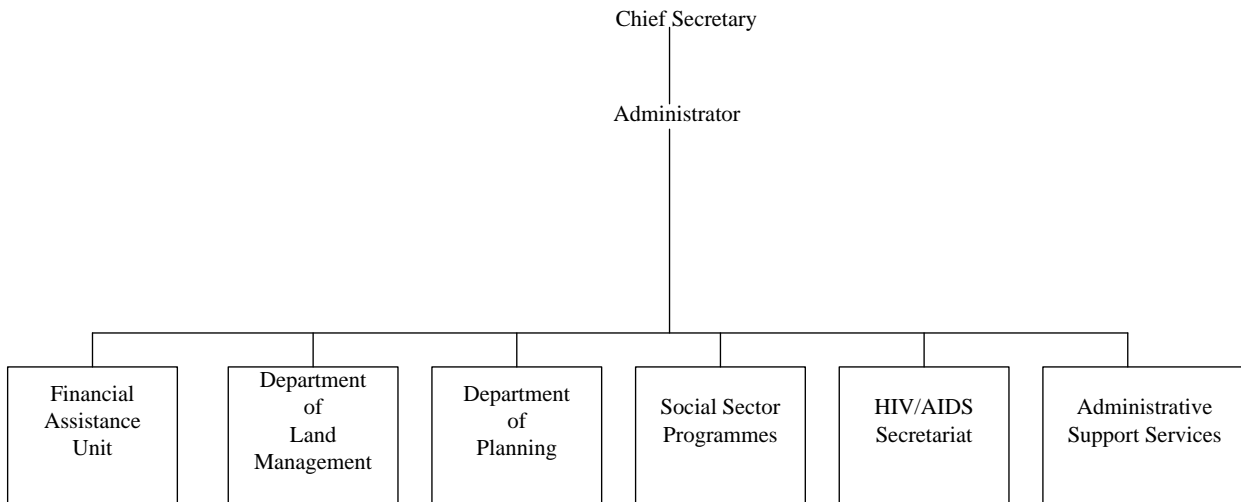 Chief Secretary
Administrator
Financial
Assistance
Unit
Department
of
Land
Management
Department
of
Planning
Social Sector
Programmes
HIV/AIDS
Secretariat
Administrative
Support Services